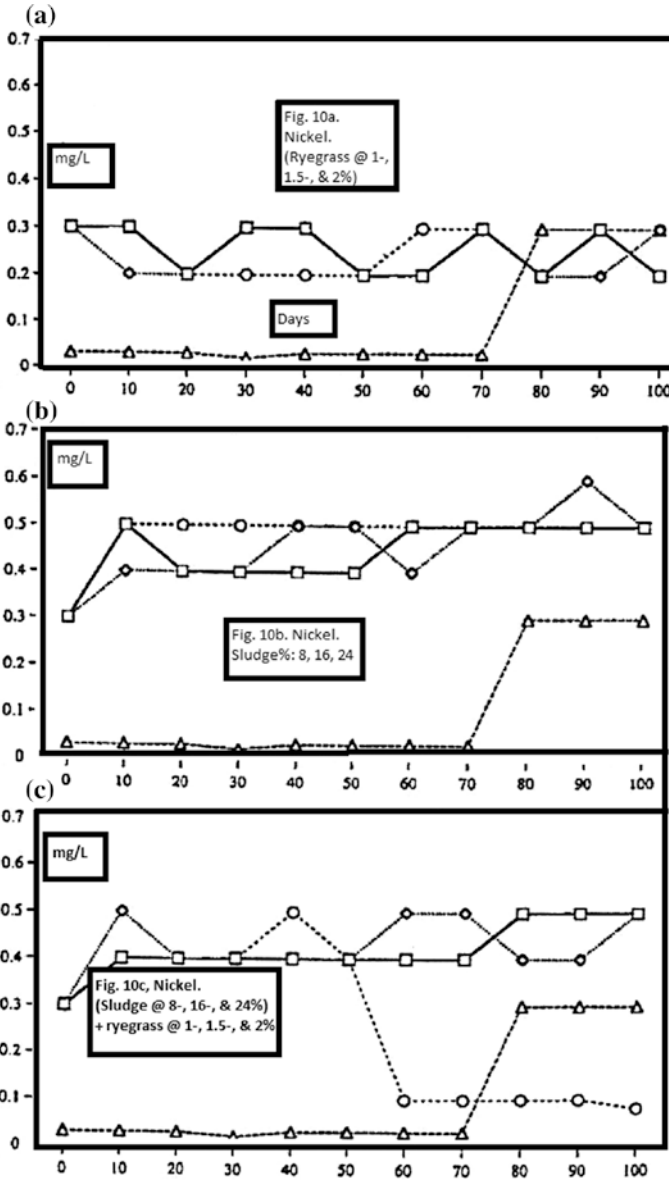 (a)
0.7
0.6
0.5
0.4
0.3
0.2
0.1
0
mg/L
Fig. 10a.
Nickel.
(Ryegrass @ 1-,
1.5-, & 2%)
Days
0 10 20 30 40 50 60 70 80 90 100
(b)
0.7
0.6
0.5
0.4
0.3
0.2
0.1
0
mg/L
Fig. 10b. Nickel.
Sludge%: 8, 16, 24
0 10 20 30 40 50 60 70 80 90 100
(c)
0.7
0.6
0.5
0.4
0.3
0.2
0.1
0
mg/L
Fig. 10c, Nickel.
(Sludge @ 8-, 16-, & 24%)
+ ryegrass @ 1-, 1.5-, & 2%
0 10 20 30 40 50 60 70 80 90 100